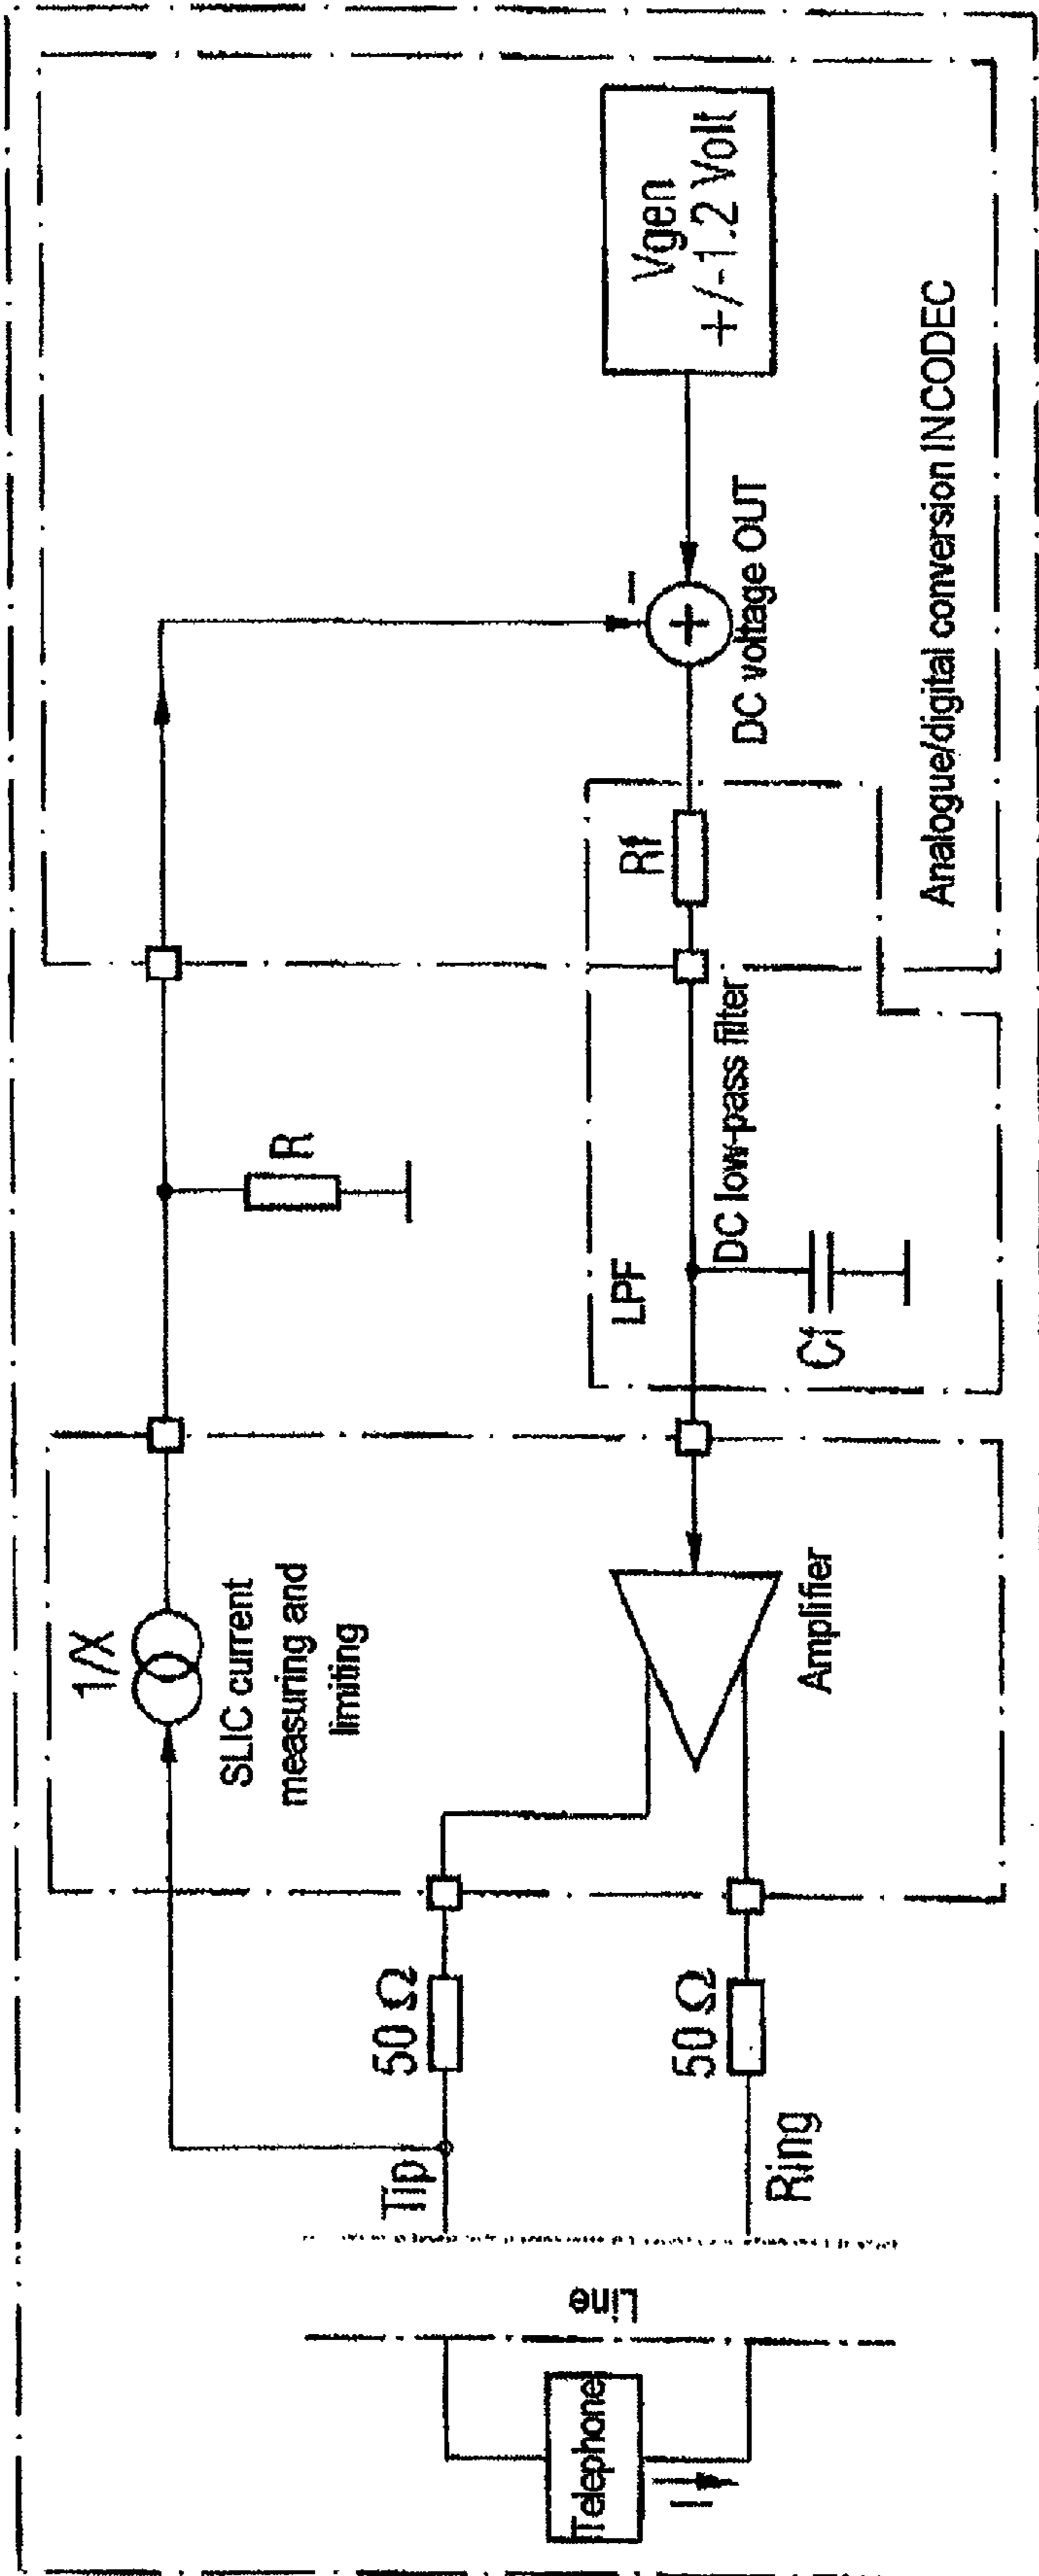 Telephone
I
Line
Tip
Ring
50 Ω
50 Ω
1/X
SLIC current
measuring and
limiting
Amplifier
R
LPF
Cf
DC low-pass filter
Rf
DC voltage OUT
+
−
Vgen
+/-1.2 Volt
Analogue/digital conversion INCODEC